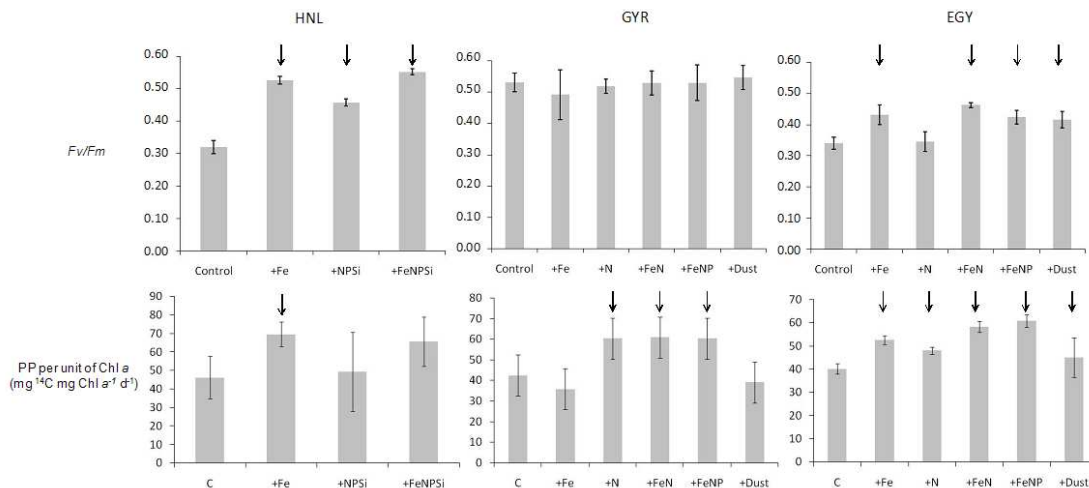 HNL GYR EGY
Fv/Fm
0.60 0.60 0.60
0.50 0.50 0.50
0.40 0.40 0.40
0.30 0.30 0.30
0.20 0.20 0.20
0.10 0.10 0.10
0.00 0.00 0.00
Control +Fe +NPSi +FeNPSi Control +Fe +N +FeN +FeNP +Dust Control +Fe +N +FeN +FeNP +Dust
PP per unit of Chl a
(mg ¹⁴C mg Chl a⁻¹ d⁻¹)
90 80 70
80 70 60
70 60 50
60 50 40
50 40 30
40 30 20
30 20 10
20 10 0
10 0
0
C +Fe +NPSi +FeNPSi C +Fe +N +FeN +FeNP +Dust C +Fe +N +FeN +FeNP +Dust